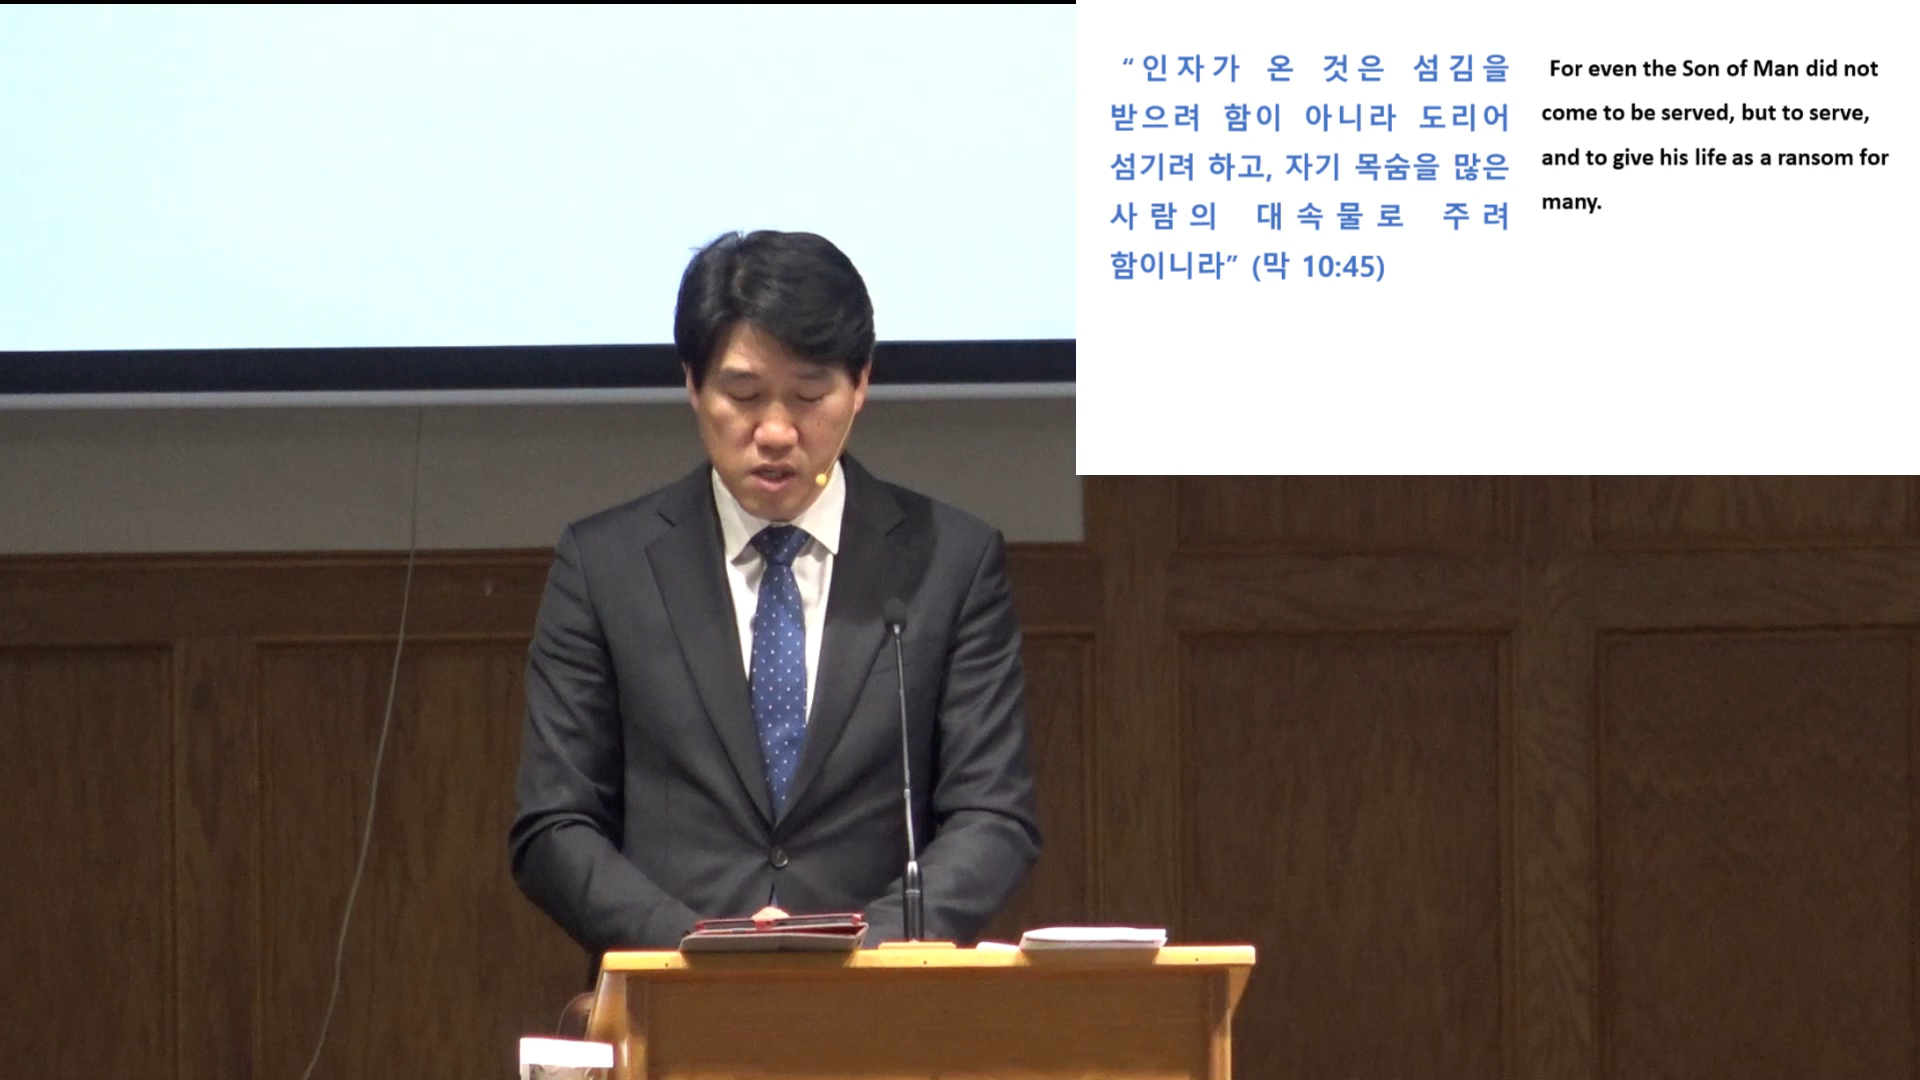 “인자가 온 것은 섬김을
받으려 함이 아니라 도리어
섬기려 하고, 자기 목숨을 많은
사람의 대속물로 주려
함이니라” (막 10:45)
For even the Son of Man did not
come to be served, but to serve,
and to give his life as a ransom for
many.